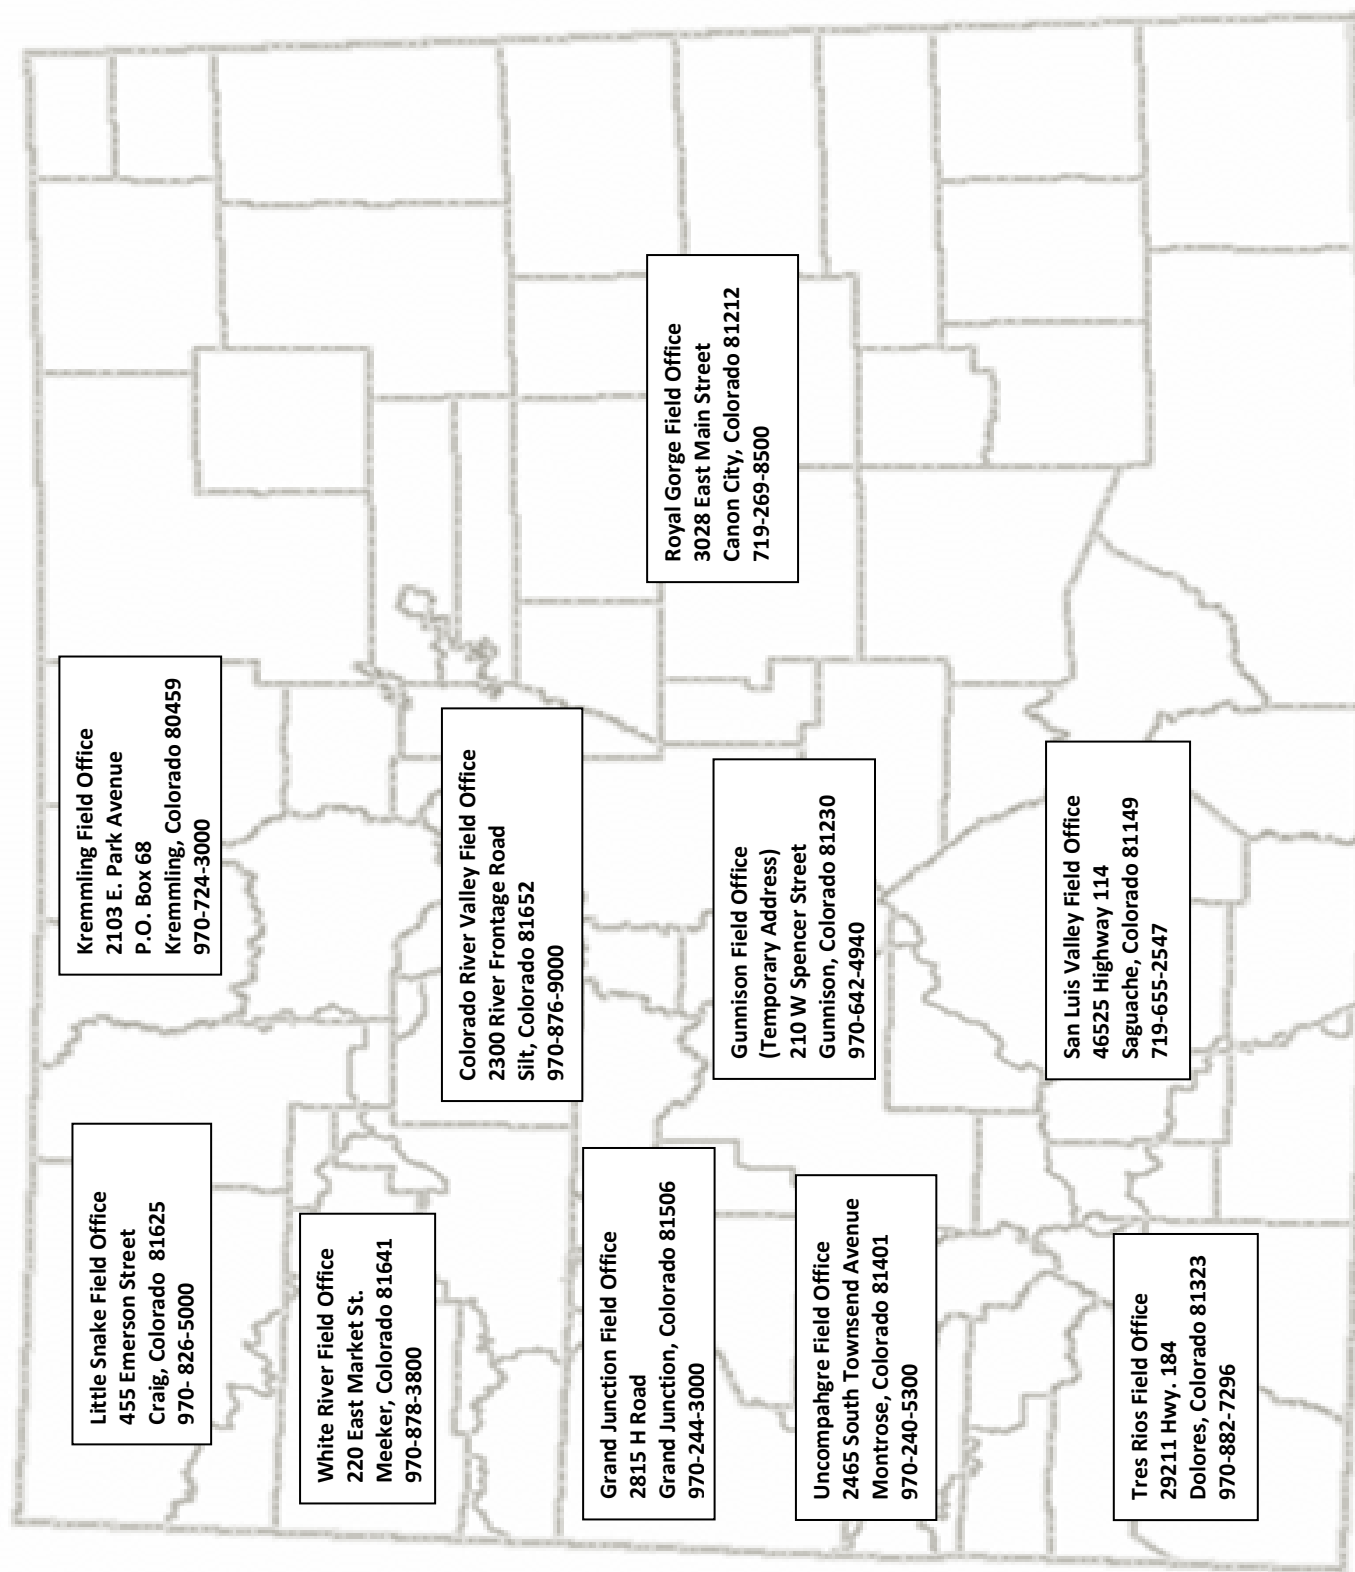 Little Snake Field Office
455 Emerson Street
Craig, Colorado  81625
970- 826-5000
Kremmling Field Office
2103 E. Park Avenue
P.O. Box 68
Kremmling, Colorado 80459
970-724-3000
White River Field Office
220 East Market St.
Meeker, Colorado 81641
970-878-3800
Colorado River Valley Field Office
2300 River Frontage Road
Silt, Colorado 81652
970-876-9000
Grand Junction Field Office
2815 H Road
Grand Junction, Colorado 81506
970-244-3000
Royal Gorge Field Office
3028 East Main Street
Canon City, Colorado 81212
719-269-8500
Gunnison Field Office
(Temporary Address)
210 W Spencer Street
Gunnison, Colorado 81230
970-642-4940
Uncompahgre Field Office
2465 South Townsend Avenue
Montrose, Colorado 81401
970-240-5300
San Luis Valley Field Office
46525 Highway 114
Saguache, Colorado 81149
719-655-2547
Tres Rios Field Office
29211 Hwy. 184
Dolores, Colorado 81323
970-882-7296